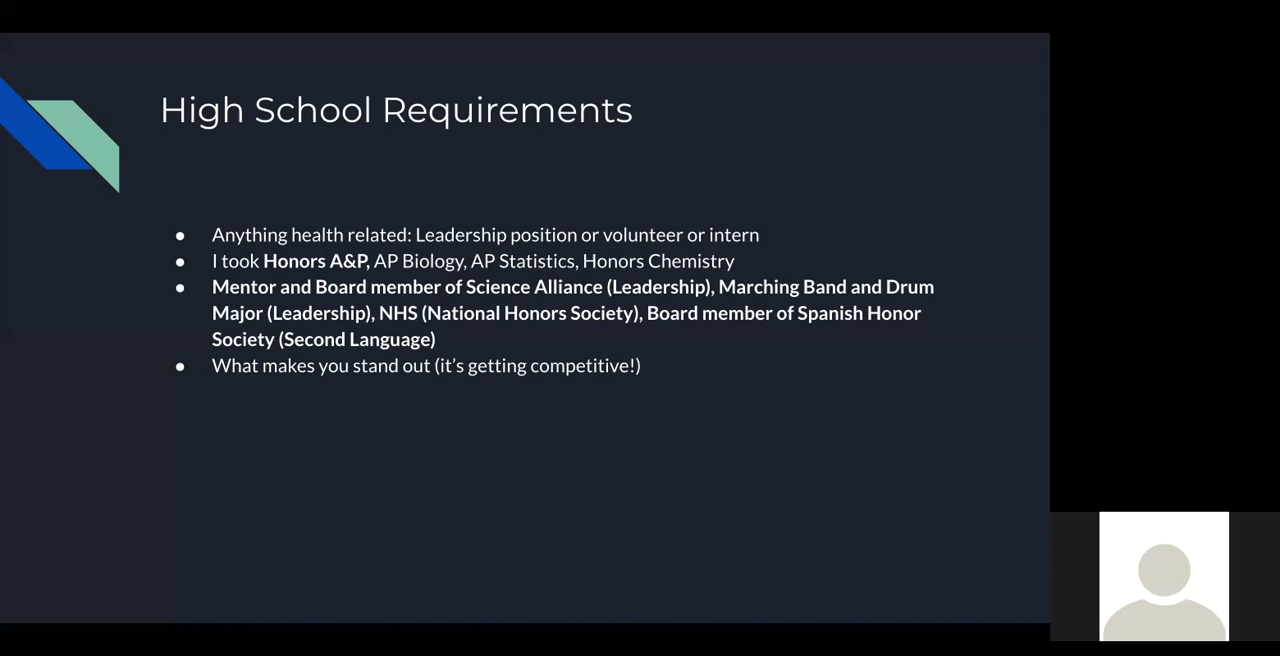 High School Requirements
● Anything health related: Leadership position or volunteer or intern
● I took Honors A&P, AP Biology, AP Statistics, Honors Chemistry
● Mentor and Board member of Science Alliance (Leadership), Marching Band and Drum
Major (Leadership), NHS (National Honors Society), Board member of Spanish Honor
Society (Second Language)
● What makes you stand out (it’s getting competitive!)